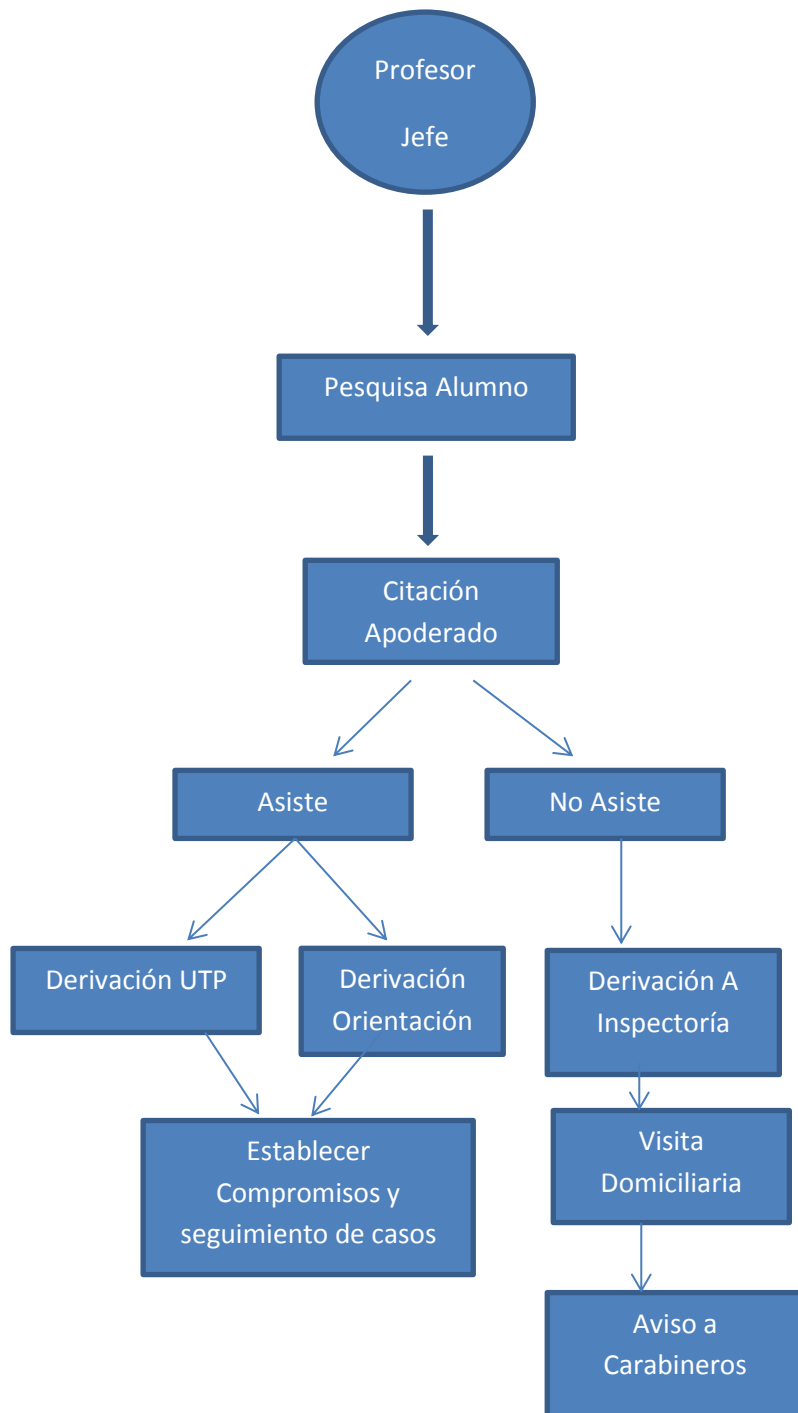 Profesor
Jefe
Pesquisa Alumno
Citación
Apoderado
Asiste
No Asiste
Derivación UTP
Derivación
Orientación
Derivación A
Inspectoría
Establecer
Compromisos y
seguimiento de casos
Visita
Domiciliaria
Aviso a
Carabineros